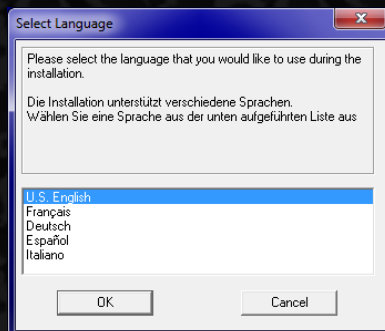 Select Language
Please select the language that you would like to use during the
installation.
Die Installation unterstützt verschiedene Sprachen.
Wählen Sie eine Sprache aus der unten aufgeführten Liste aus
U.S. English
Français
Deutsch
Español
Italiano
OK
Cancel